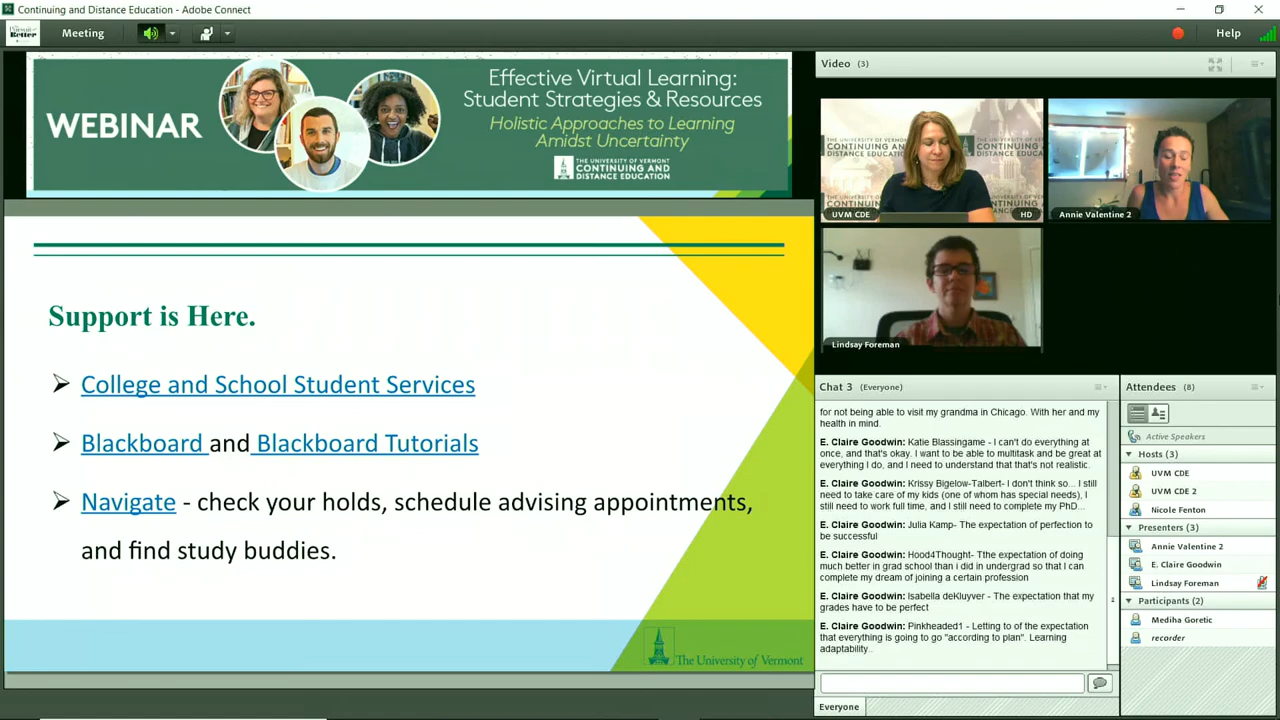 Continuing and Distance Education - Adobe Connect
Pursuit
Better
Meeting
Help
WEBINAR
Effective Virtual Learning:
Student Strategies & Resources
Holistic Approaches to Learning
Amidst Uncertainty
THE UNIVERSITY OF VERMONT
CONTINUING AND
DISTANCE EDUCATION
Support is Here.
➢ College and School Student Services
➢ Blackboard and Blackboard Tutorials
➢ Navigate - check your holds, schedule advising appointments,
and find study buddies.
The University of Vermont
Video (3)
THE UNIVERSITY OF VERMONT
CONTINUING AND
DISTANCE EDUCATION
UVM CDE
HD
Annie Valentine 2
Lindsay Foreman
Chat 3 (Everyone)
for not being able to visit my grandma in Chicago. With her and my
health in mind.
E. Claire Goodwin: Katie Blassingame - I can't do everything at
once, and that's okay. I want to be able to multitask and be great at
everything I do, and I need to understand that that's not realistic.
E. Claire Goodwin: Krissy Bigelow-Talbert- I don't think so... I still
need to take care of my kids (one of whom has special needs), I
still need to work full time, and I still need to complete my PhD...
E. Claire Goodwin: Julia Kamp- The expectation of perfection to
be successful
E. Claire Goodwin: Hood4Thought- Tthe expectation of doing
much better in grad school than i did in undergrad so that I can
complete my dream of joining a certain profession
E. Claire Goodwin: Isabella deKluyver - The expectation that my
grades have to be perfect
E. Claire Goodwin: Pinkheaded1 - Letting to of the expectation
that everything is going to go "according to plan". Learning
adaptability..
Everyone
Attendees (8)
Active Speakers
Hosts (3)
UVM CDE
UVM CDE 2
Nicole Fenton
Presenters (3)
Annie Valentine 2
E. Claire Goodwin
Lindsay Foreman
Participants (2)
Mediha Goretic
recorder